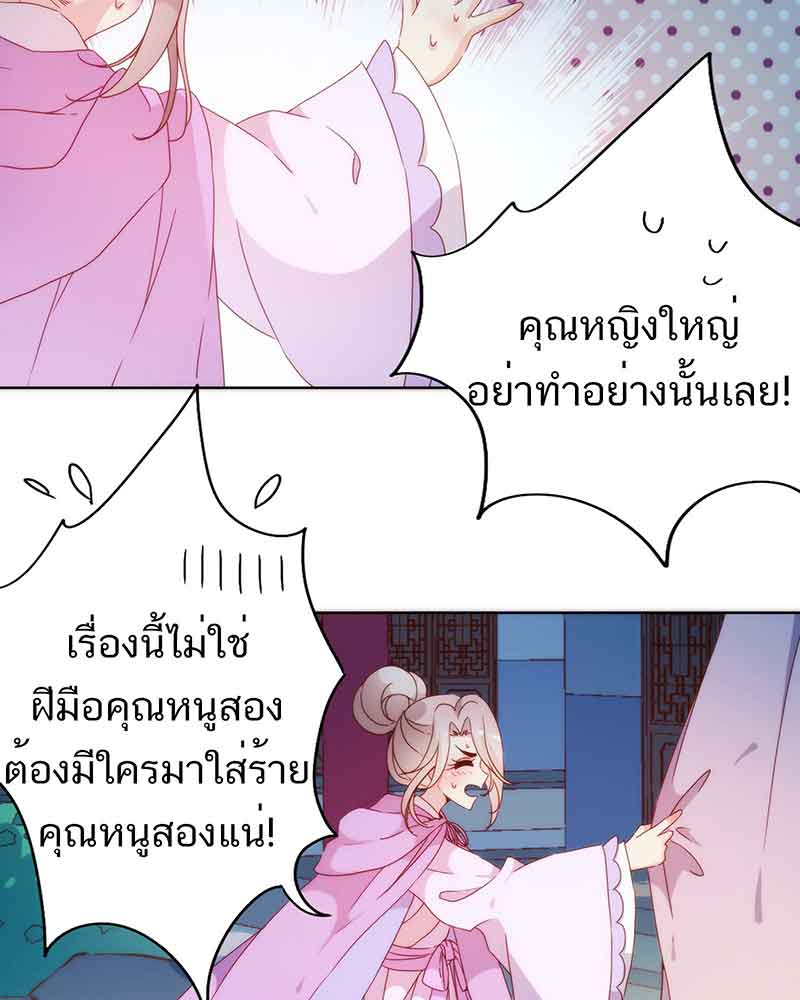 คุณหญิงใหญ่
อย่าทำอย่างนั้นเลย!
เรื่องนี้ไม่ใช่
ฝีมือคุณหนูสอง
ต้องมีใครมาใส่ร้าย
คุณหนูสองแน่!